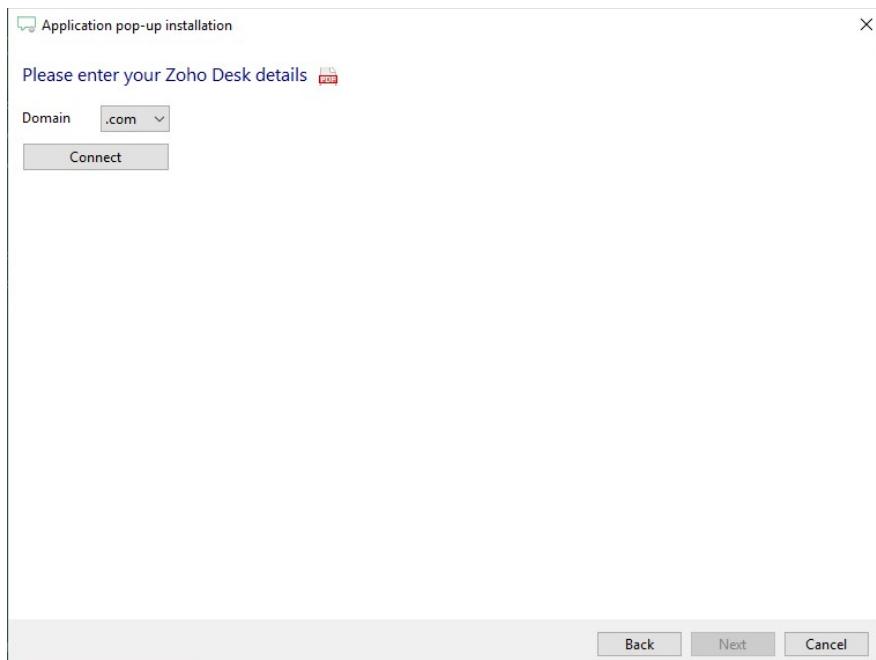 Application pop-up installation
Please enter your Zoho Desk details PDF
Domain .com
Connect
Back Next Cancel